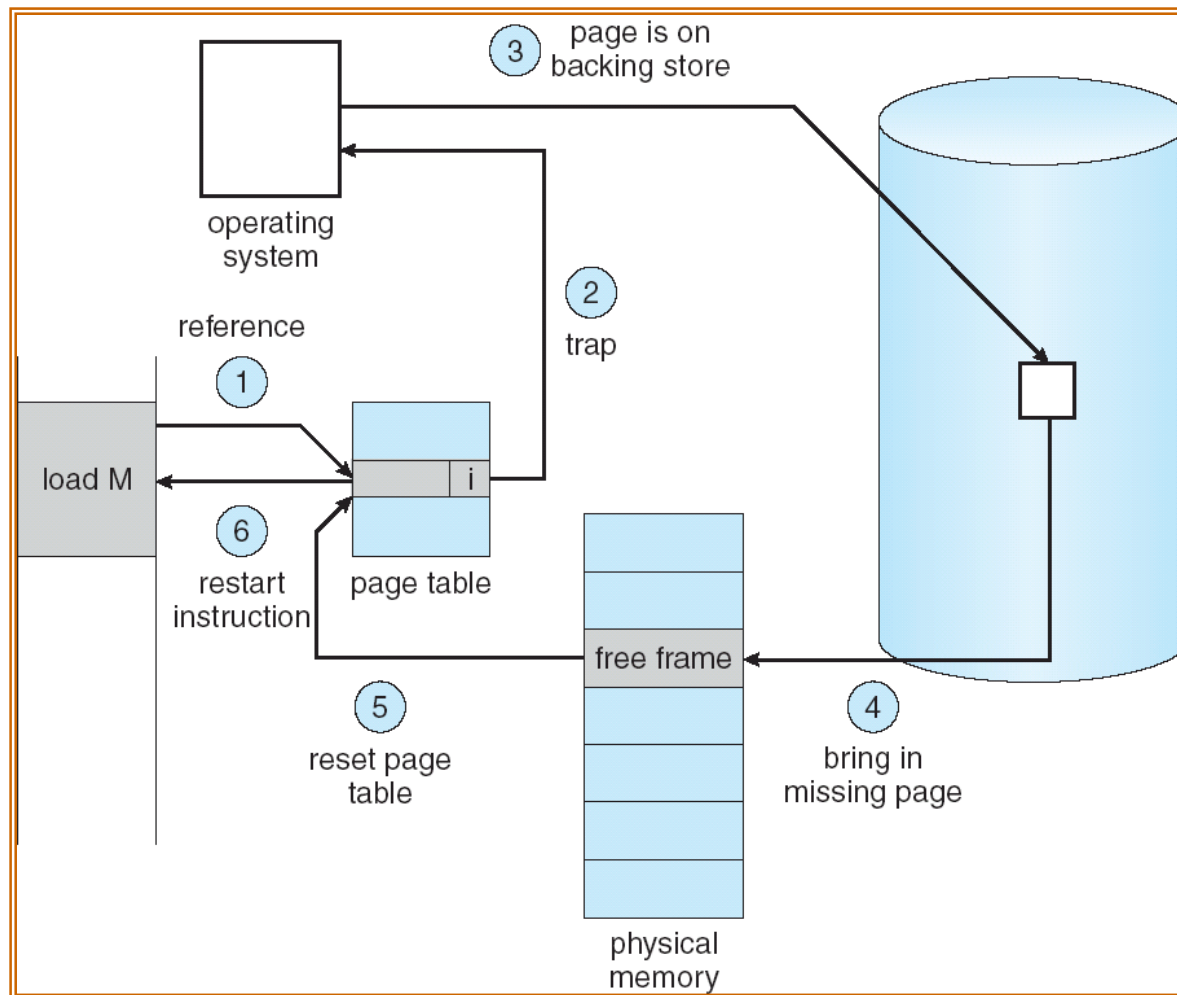 3
page is on
backing store
operating
system
2
trap
reference
1
load M
i
6
restart
instruction
page table
free frame
5
reset page
table
4
bring in
missing page
physical
memory